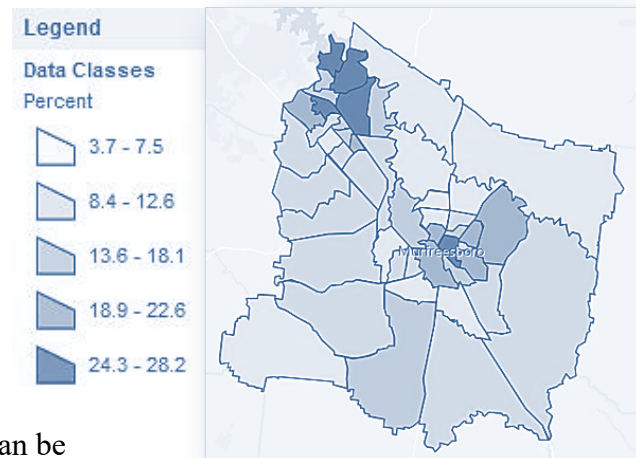 Legend
Data Classes
Percent
3.7 - 7.5
8.4 - 12.6
13.6 - 18.1
18.9 - 22.6
24.3 - 28.2
Murfreesboro
an be